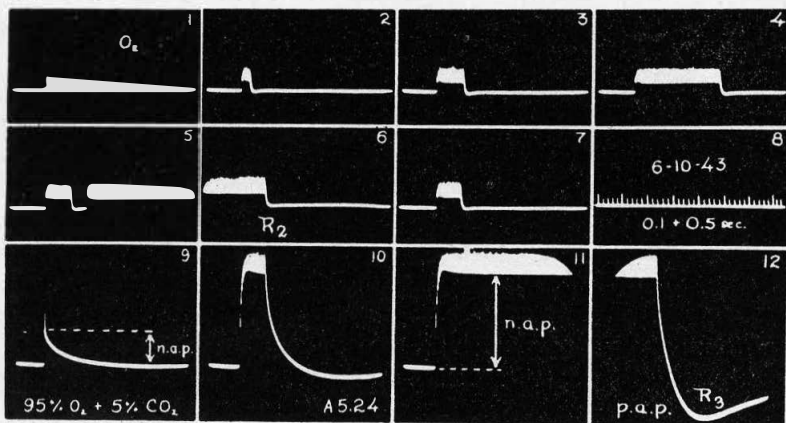 1
O₂
2
3
4
5
6
R₂
7
8
6-10-43
0.1 + 0.5 sec.
9
n.a.p.
95% O₂ + 5% CO₂
10
A 5.24
11
n.a.p.
12
p.a.p.
R₃